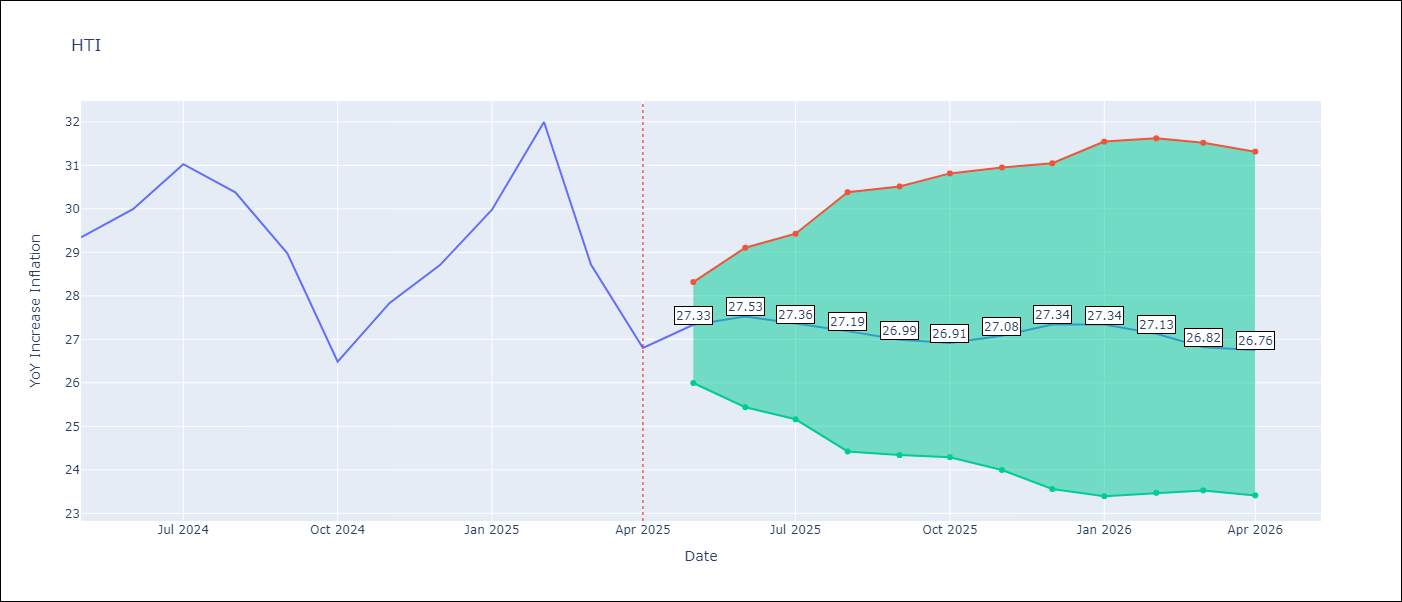 HTI
YoY Increase Inflation
32
31
30
29
28
27
26
25
24
23
27.33
27.53
27.36
27.19
26.99
26.91
27.08
27.34
27.34
27.13
26.82
26.76
Jul 2024
Oct 2024
Jan 2025
Apr 2025
Jul 2025
Oct 2025
Jan 2026
Apr 2026
Date